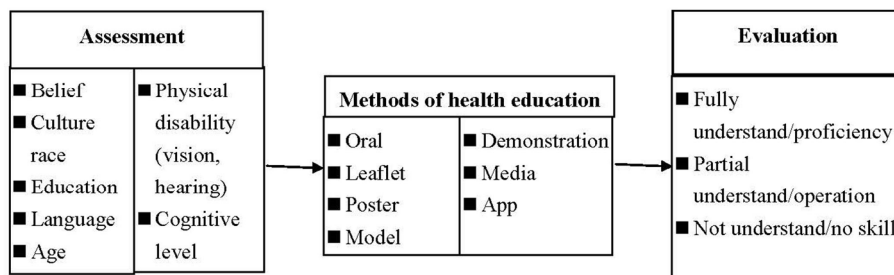 Assessment
■ Belief
■ Culture
race
■ Education
■ Language
■ Age
■ Physical
disability
(vision,
hearing)
■ Cognitive
level
Methods of health education
■ Oral
■ Leaflet
■ Poster
■ Model
■ Demonstration
■ Media
■ App
Evaluation
■ Fully
understand/proficiency
■ Partial
understand/operation
■ Not understand/no skill